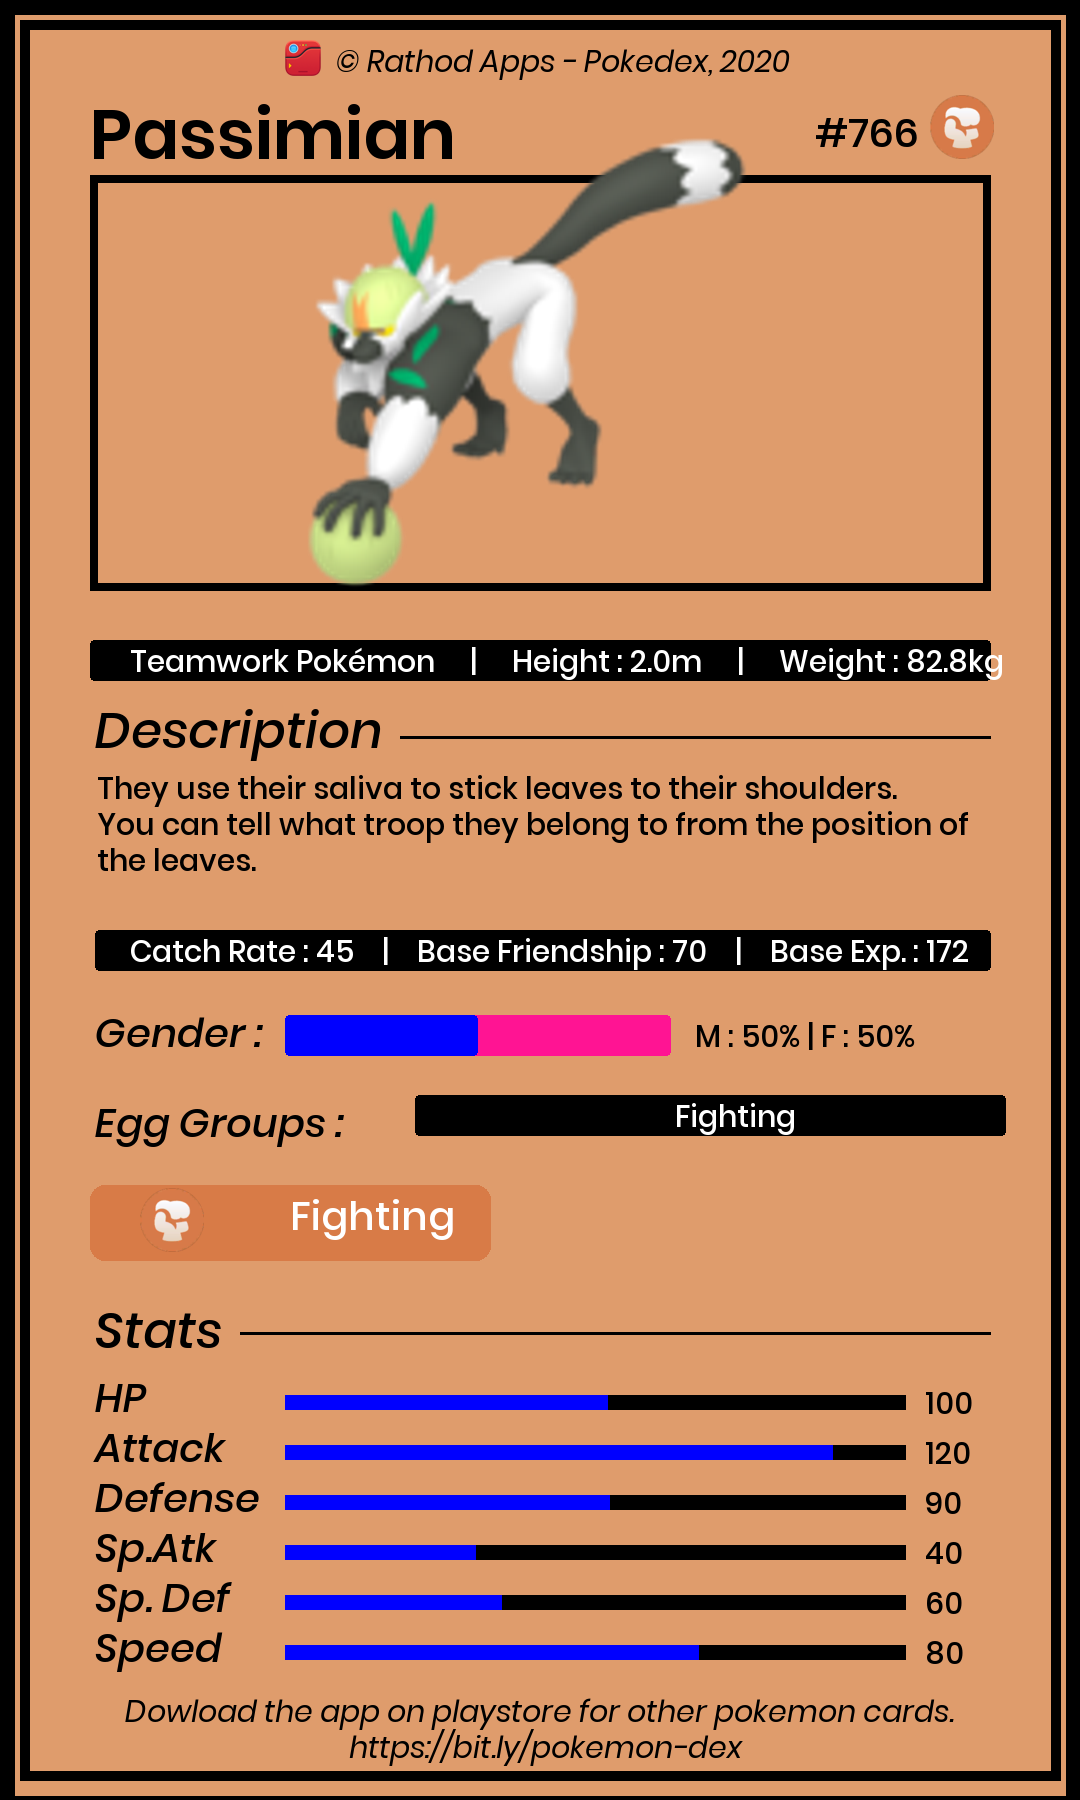 © Rathod Apps - Pokedex, 2020
Passimian
#766
Teamwork Pokémon | Height : 2.0m | Weight : 82.8kg
Description
They use their saliva to stick leaves to their shoulders.
You can tell what troop they belong to from the position of
the leaves.
Catch Rate : 45 | Base Friendship : 70 | Base Exp. : 172
Gender : M : 50% | F : 50%
Egg Groups : Fighting
Fighting
Stats
HP 100
Attack 120
Defense 90
Sp.Atk 40
Sp. Def 60
Speed 80
Dowload the app on playstore for other pokemon cards.
https://bit.ly/pokemon-dex